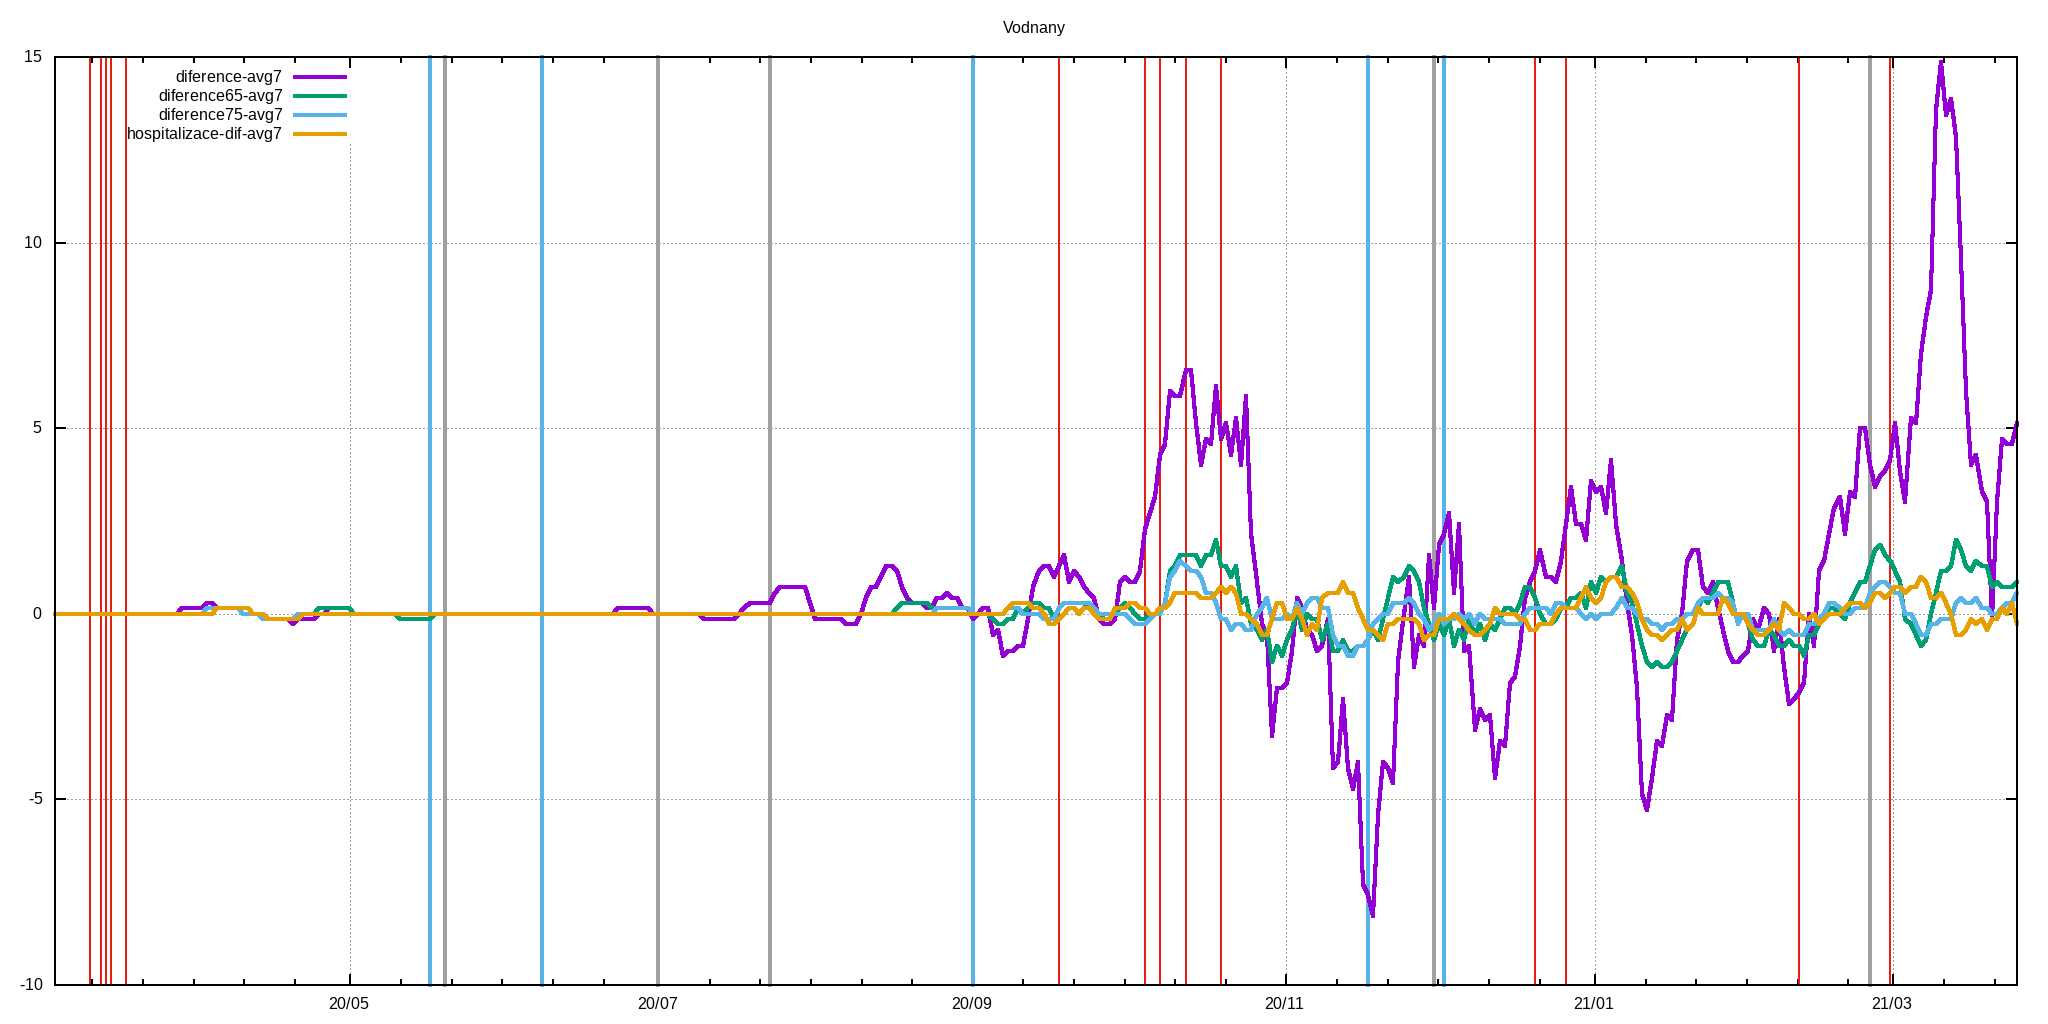 Vodnany
15
diference-avg7
diference65-avg7
diference75-avg7
hospitalizace-dif-avg7
10
5
0
-5
-10
20/05 20/07 20/09 20/11 21/01 21/03